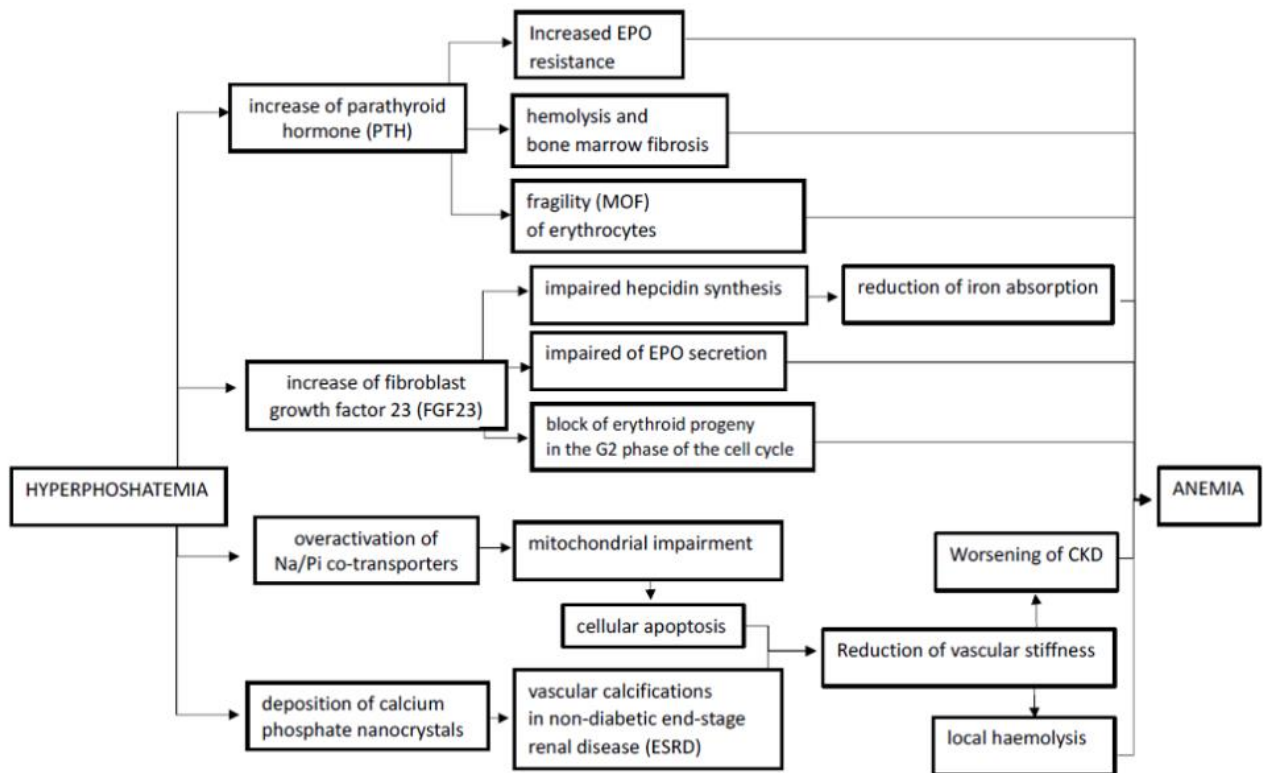 Increased EPO
resistance
increase of parathyroid
hormone (PTH)
hemolysis and
bone marrow fibrosis
fragility (MOF)
of erythrocytes
impaired hepcidin synthesis
reduction of iron absorption
impaired of EPO secretion
increase of fibroblast
growth factor 23 (FGF23)
block of erythroid progeny
in the G2 phase of the cell cycle
HYPERPHOSHATEMIA
ANEMIA
overactivation of
Na/Pi co-transporters
mitochondrial impairment
Worsening of CKD
cellular apoptosis
Reduction of vascular stiffness
deposition of calcium
phosphate nanocrystals
vascular calcifications
in non-diabetic end-stage
renal disease (ESRD)
local haemolysis